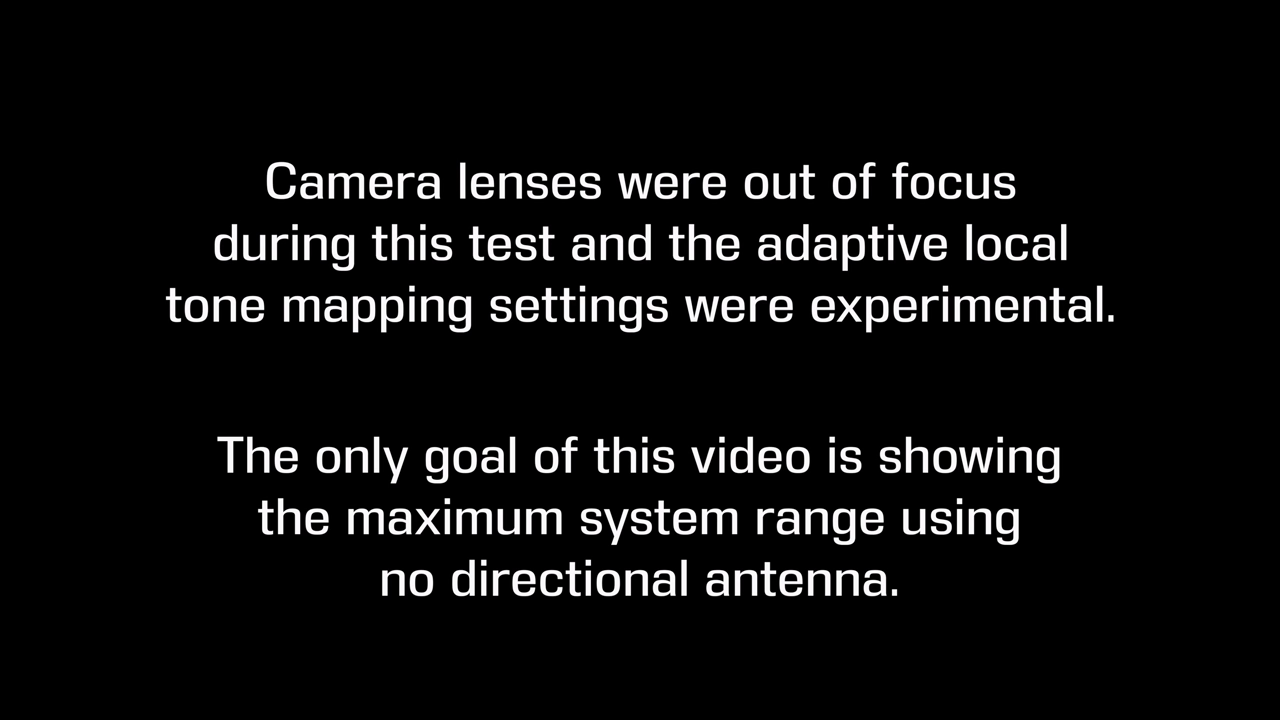 Camera lenses were out of focus
during this test and the adaptive local
tone mapping settings were experimental.
The only goal of this video is showing
the maximum system range using
no directional antenna.